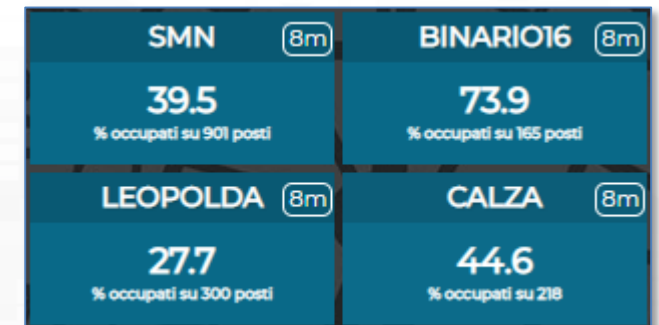 SMN 8m
39.5
% occupati su 901 posti
BINARIO16 8m
73.9
% occupati su 165 posti
LEOPOLDA 8m
27.7
% occupati su 300 posti
CALZA 8m
44.6
% occupati su 218